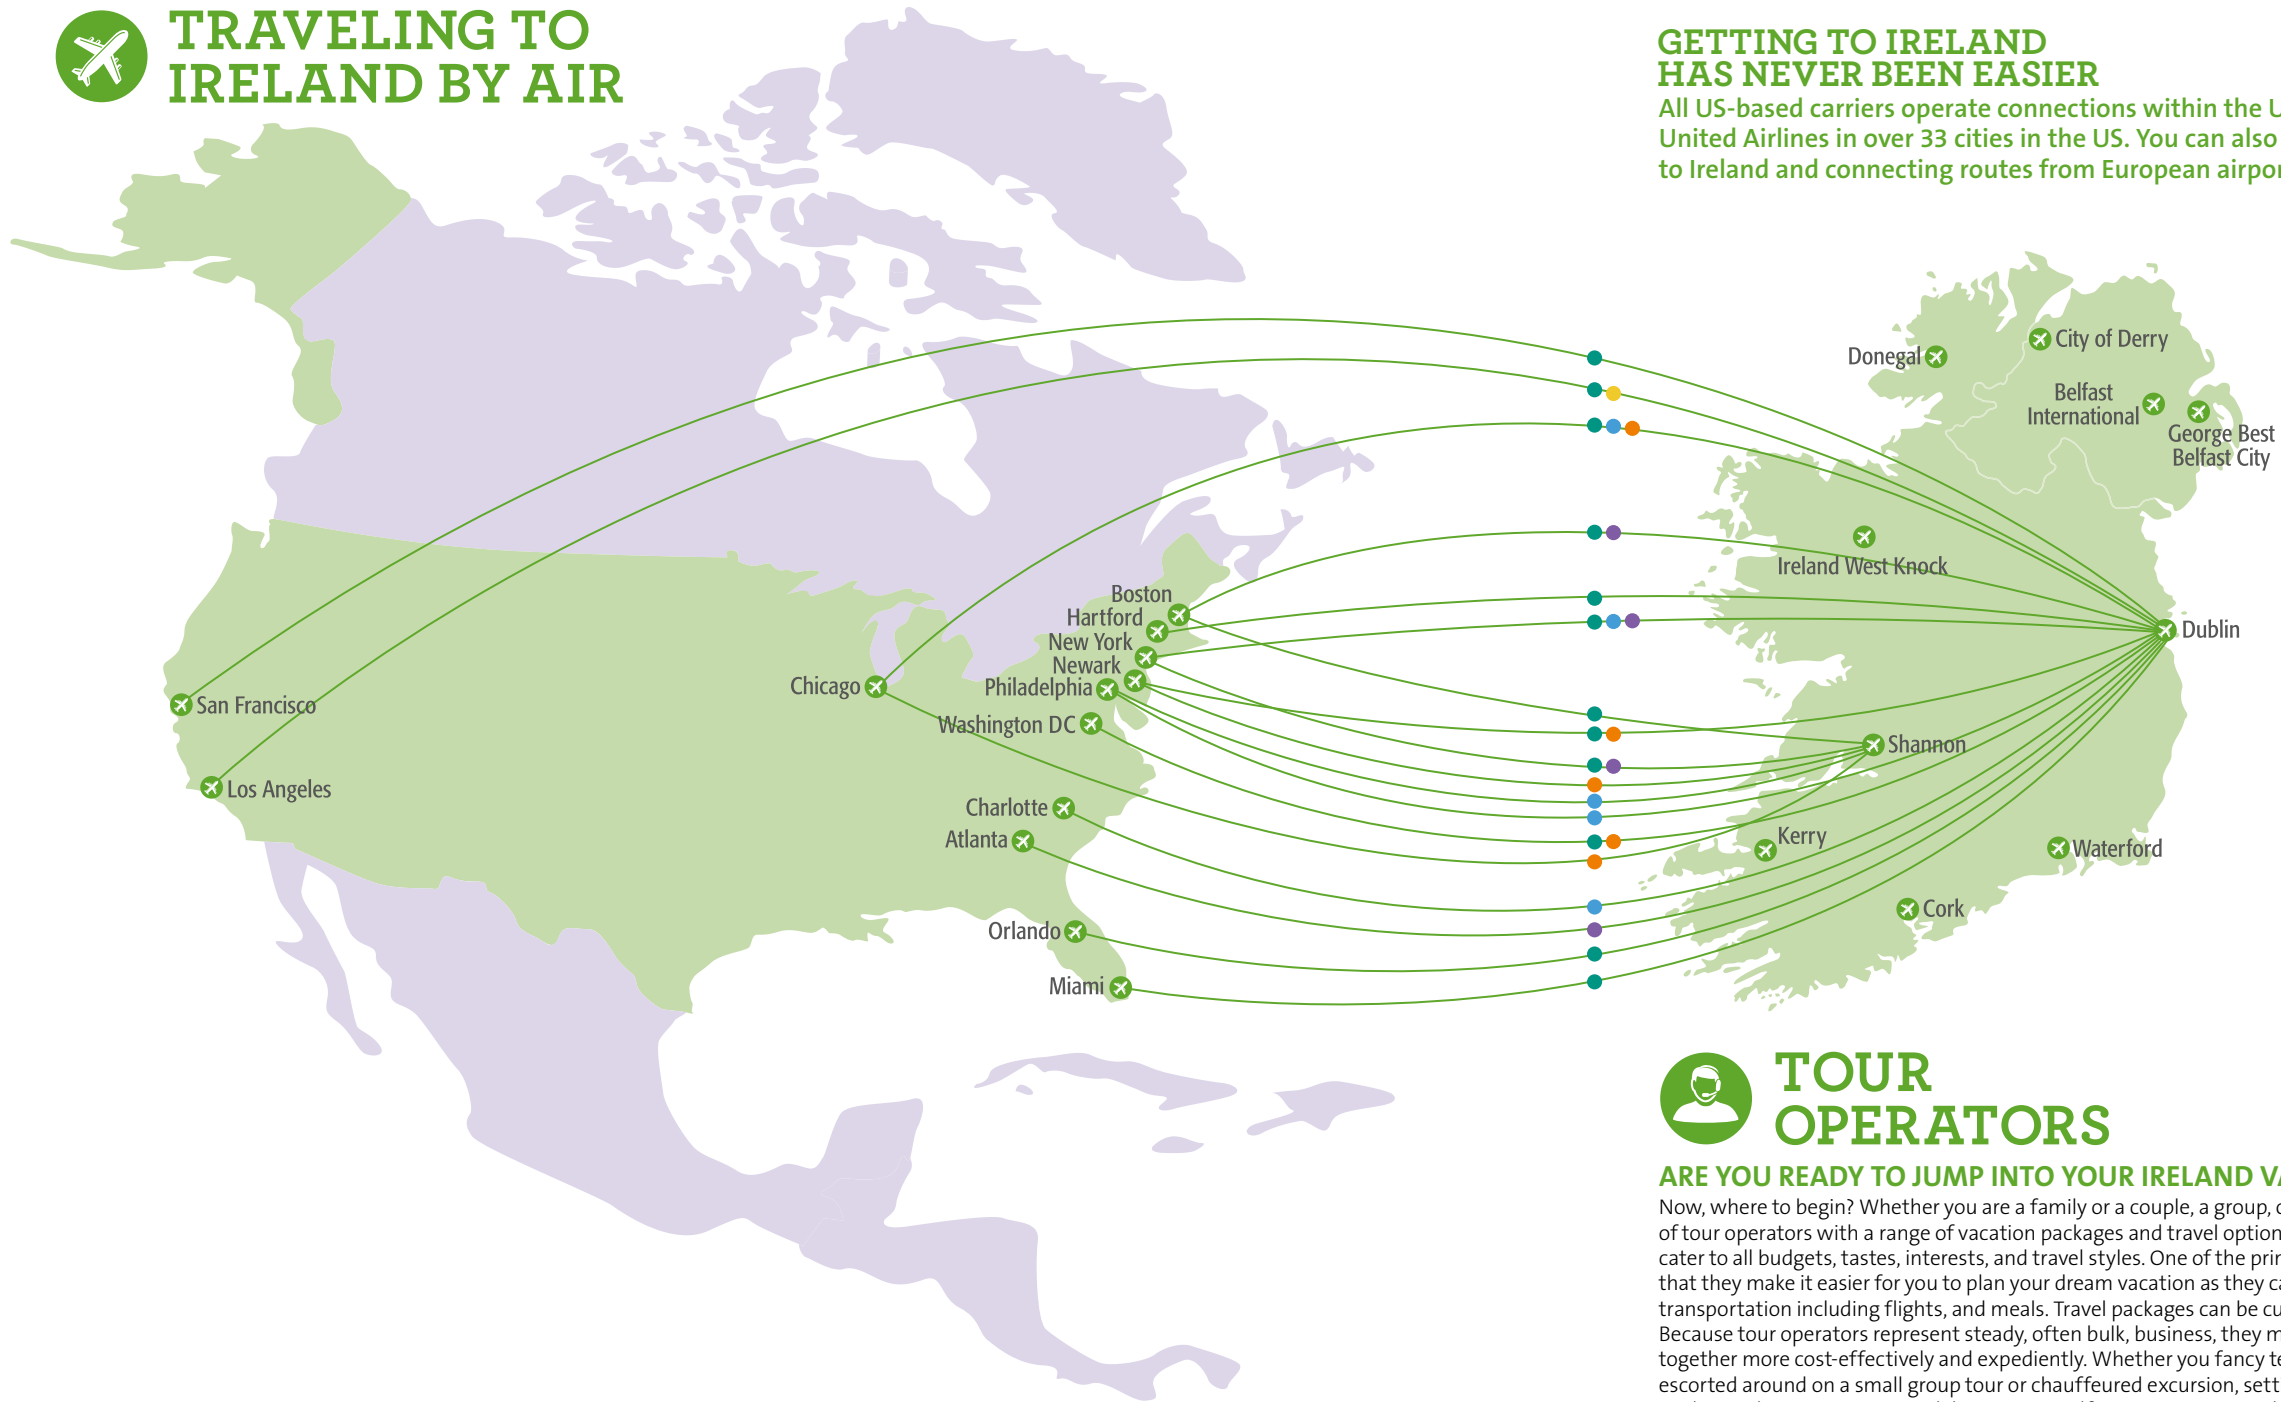 TRAVELING TO
IRELAND BY AIR
GETTING TO IRELAND
HAS NEVER BEEN EASIER
All US-based carriers operate connections within the
United Airlines in over 33 cities in the US. You can also
to Ireland and connecting routes from European
City of Derry
Donegal
Belfast
International
George Best
Belfast City
Ireland West Knock
Boston
Hartford
New York
Newark
Philadelphia
Chicago
Washington DC
San Francisco
Los Angeles
Charlotte
Atlanta
Orlando
Miami
Dublin
Shannon
Kerry
Waterford
Cork
TOUR
OPERATORS
ARE YOU READY TO JUMP INTO YOUR IRELAND
Now, where to begin? Whether you are a family or a couple, a group,
of tour operators with a range of vacation packages and travel
cater to all budgets, tastes, interests, and travel styles. One of the
that they make it easier for you to plan your dream vacation as they
transportation including flights, and meals. Travel packages can be
Because tour operators represent steady, often bulk, business, they
together more cost-effectively and expediently. Whether you fancy
escorted around on a small group tour or chauffeured excursion,